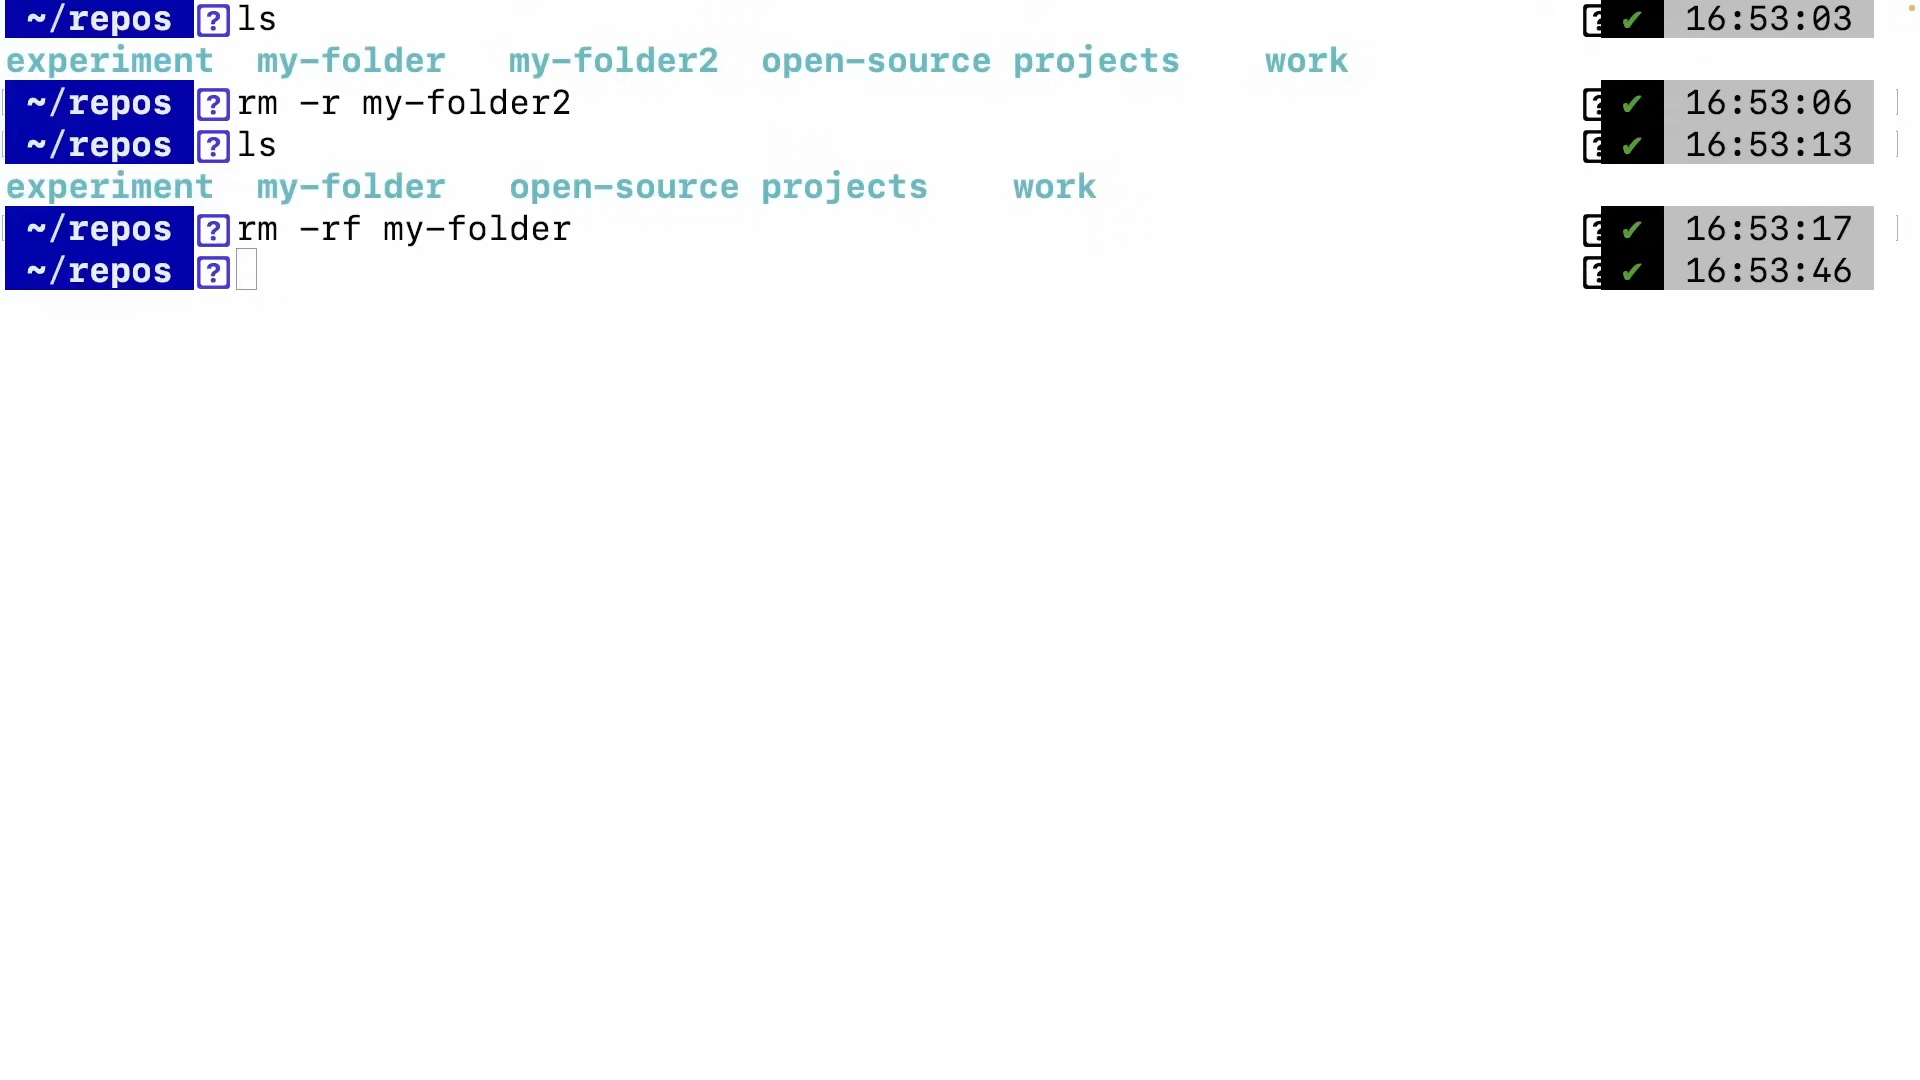 ~/repos ? ls ? ✔ 16:53:03
experiment my-folder my-folder2 open-source projects work
~/repos ? rm -r my-folder2 ? ✔ 16:53:06
~/repos ? ls ? ✔ 16:53:13
experiment my-folder open-source projects work
~/repos ? rm -rf my-folder ? ✔ 16:53:17
~/repos ? ? ✔ 16:53:46